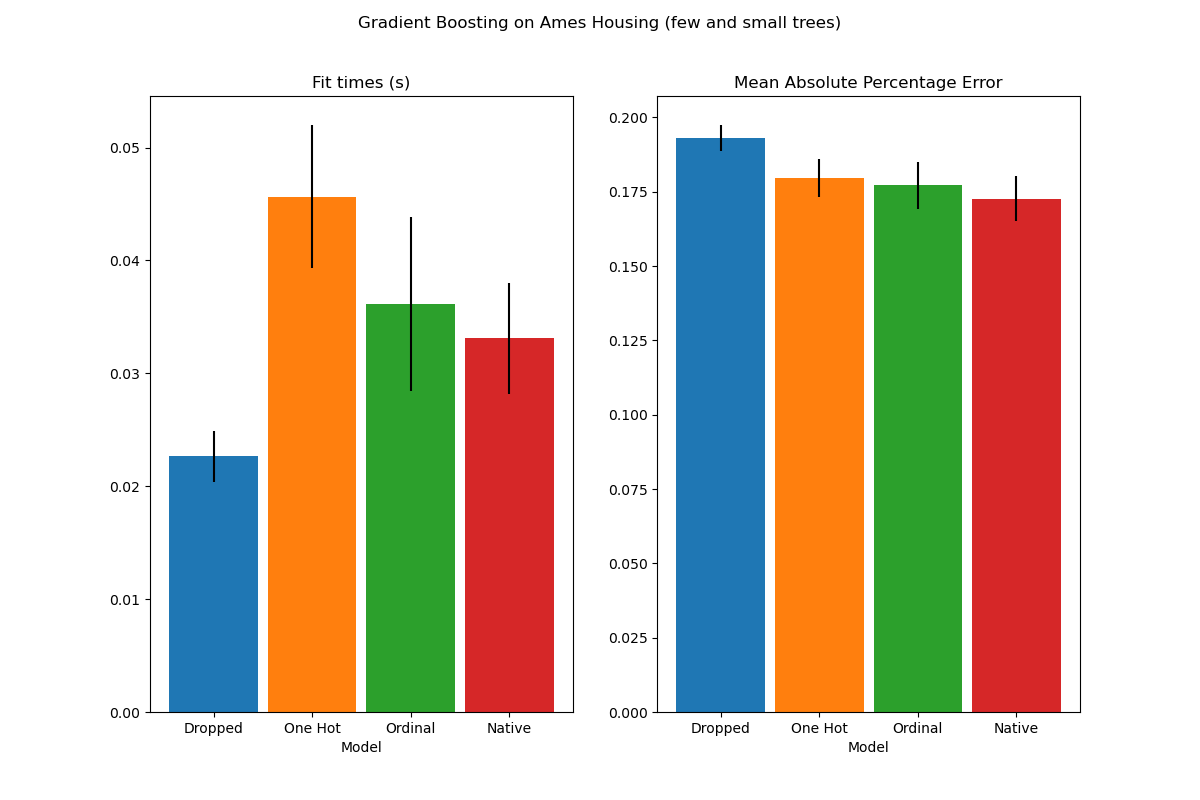 Gradient Boosting on Ames Housing (few and small trees)
Fit times (s)
0.05
0.04
0.03
0.02
0.01
0.00
Dropped One Hot Ordinal Native
Model
Mean Absolute Percentage Error
0.200
0.175
0.150
0.125
0.100
0.075
0.050
0.025
0.000
Dropped One Hot Ordinal Native
Model